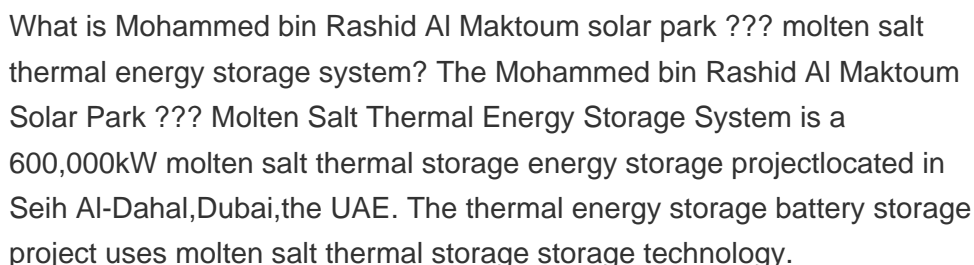 What is Mohammed bin Rashid Al Maktoum solar park ??? molten salt
thermal energy storage system? The Mohammed bin Rashid Al Maktoum
Solar Park ??? Molten Salt Thermal Energy Storage System is a
600,000kW molten salt thermal storage energy storage projectlocated in
Seih Al-Dahal,Dubai,the UAE. The thermal energy storage battery storage
project uses molten salt thermal storage storage technology.